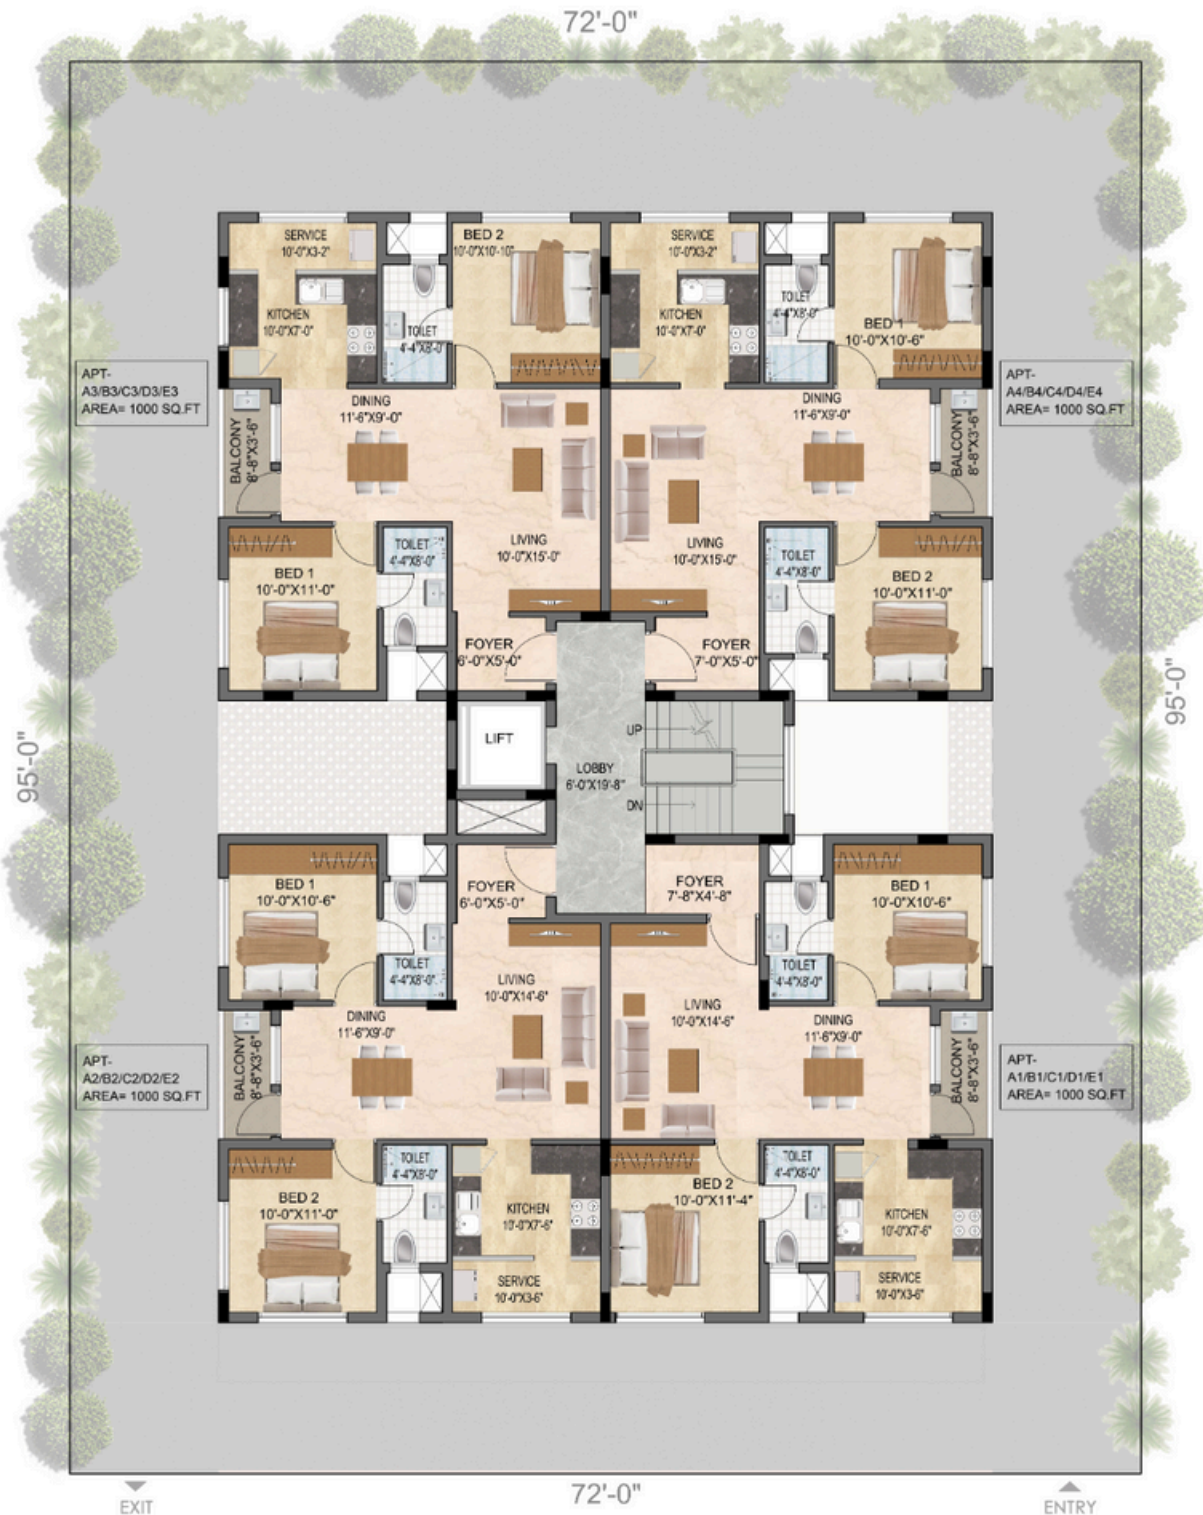 72'-0"
SERVICE
10'-0"X3-2"
BED 2
10'-0"X10'-10"
SERVICE
10'-0"X3-2"
TOILET
4'-4"X8'-0"
BED 1
10'-0"X10'-6"
KITCHEN
10'-0"X7'-0"
TOILET
4'-4"X8'-0"
KITCHEN
10'-0"X7'-0"
APT-
A3/B3/C3/D3/E3
AREA= 1000 SQ.FT
APT-
A4/B4/C4/D4/E4
AREA= 1000 SQ.FT
BALCONY
8'-8"X3'-6"
DINING
11'-6"X9'-0"
DINING
11'-6"X9'-0"
BALCONY
8'-8"X3'-6"
LIVING
10'-0"X15'-0"
LIVING
10'-0"X15'-0"
TOILET
4'-4"X8'-0"
TOILET
4'-4"X8'-0"
BED 1
10'-0"X11'-0"
BED 2
10'-0"X11'-0"
FOYER
6'-0"X5'-0"
FOYER
7'-0"X5'-0"
95'-0"
95'-0"
LIFT
UP
LOBBY
6'-0"X19'-8"
DN
BED 1
10'-0"X10'-6"
FOYER
6'-0"X5'-0"
FOYER
7'-8"X4'-8"
BED 1
10'-0"X10'-6"
TOILET
4'-4"X8'-0"
TOILET
4'-4"X8'-0"
LIVING
10'-0"X14'-6"
LIVING
10'-0"X14'-6"
DINING
11'-6"X9'-0"
DINING
11'-6"X9'-0"
BALCONY
8'-8"X3'-6"
BALCONY
8'-8"X3'-6"
APT-
A2/B2/C2/D2/E2
AREA= 1000 SQ.FT
APT-
A1/B1/C1/D1/E1
AREA= 1000 SQ.FT
TOILET
4'-4"X8'-0"
TOILET
4'-4"X8'-0"
BED 2
10'-0"X11'-0"
BED 2
10'-0"X11'-4"
KITCHEN
10'-0"X7'-6"
KITCHEN
10'-0"X7'-6"
SERVICE
10'-0"X3-6"
SERVICE
10'-0"X3-6"
72'-0"
EXIT
ENTRY